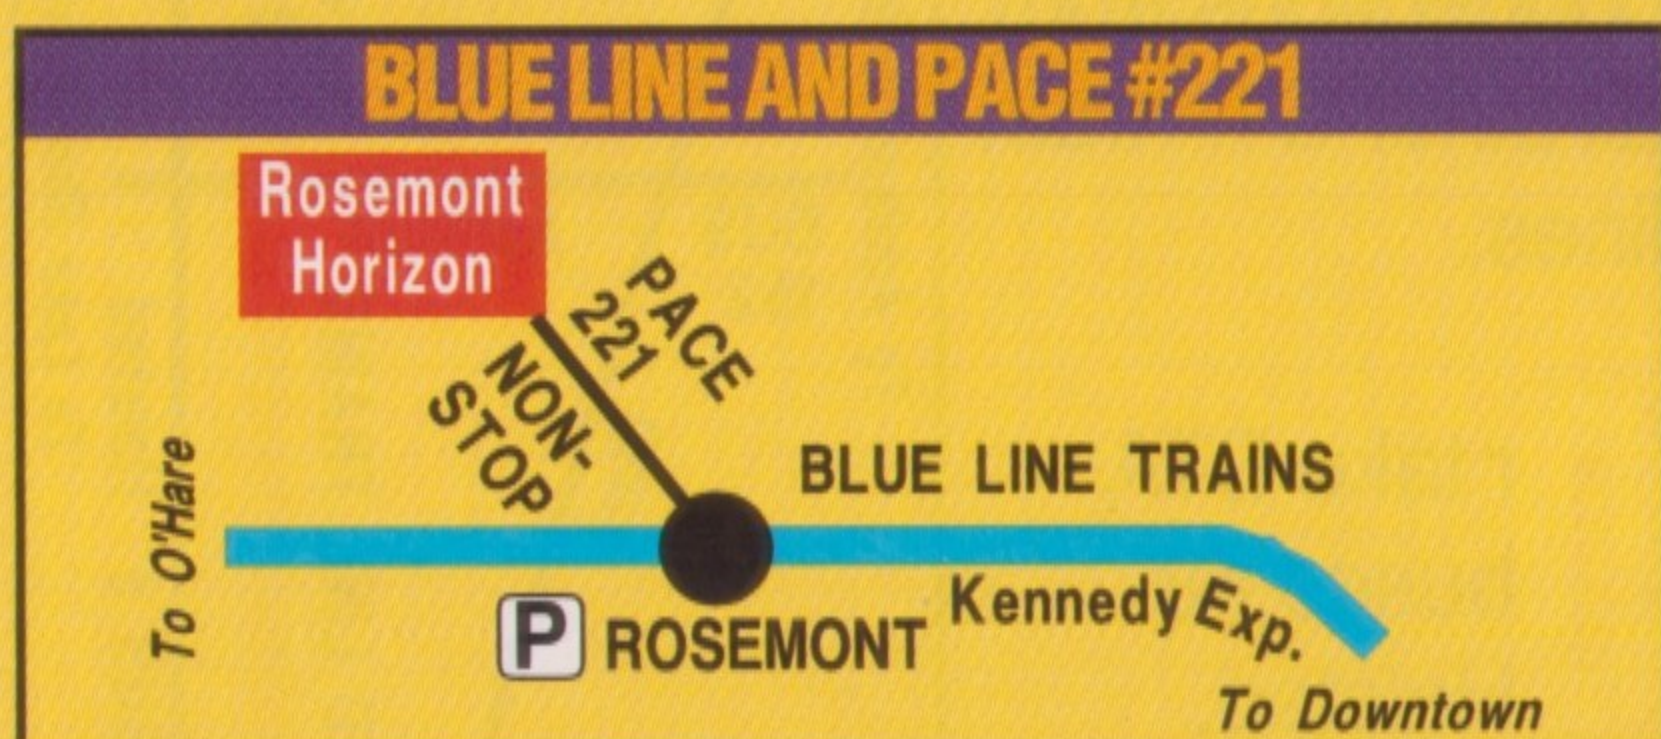 BLUE LINE AND PACE #221
Rosemont
Horizon
PACE
221
NON-
STOP
BLUE LINE TRAINS
To O'Hare
P ROSEMONT
Kennedy Exp.
To Downtown